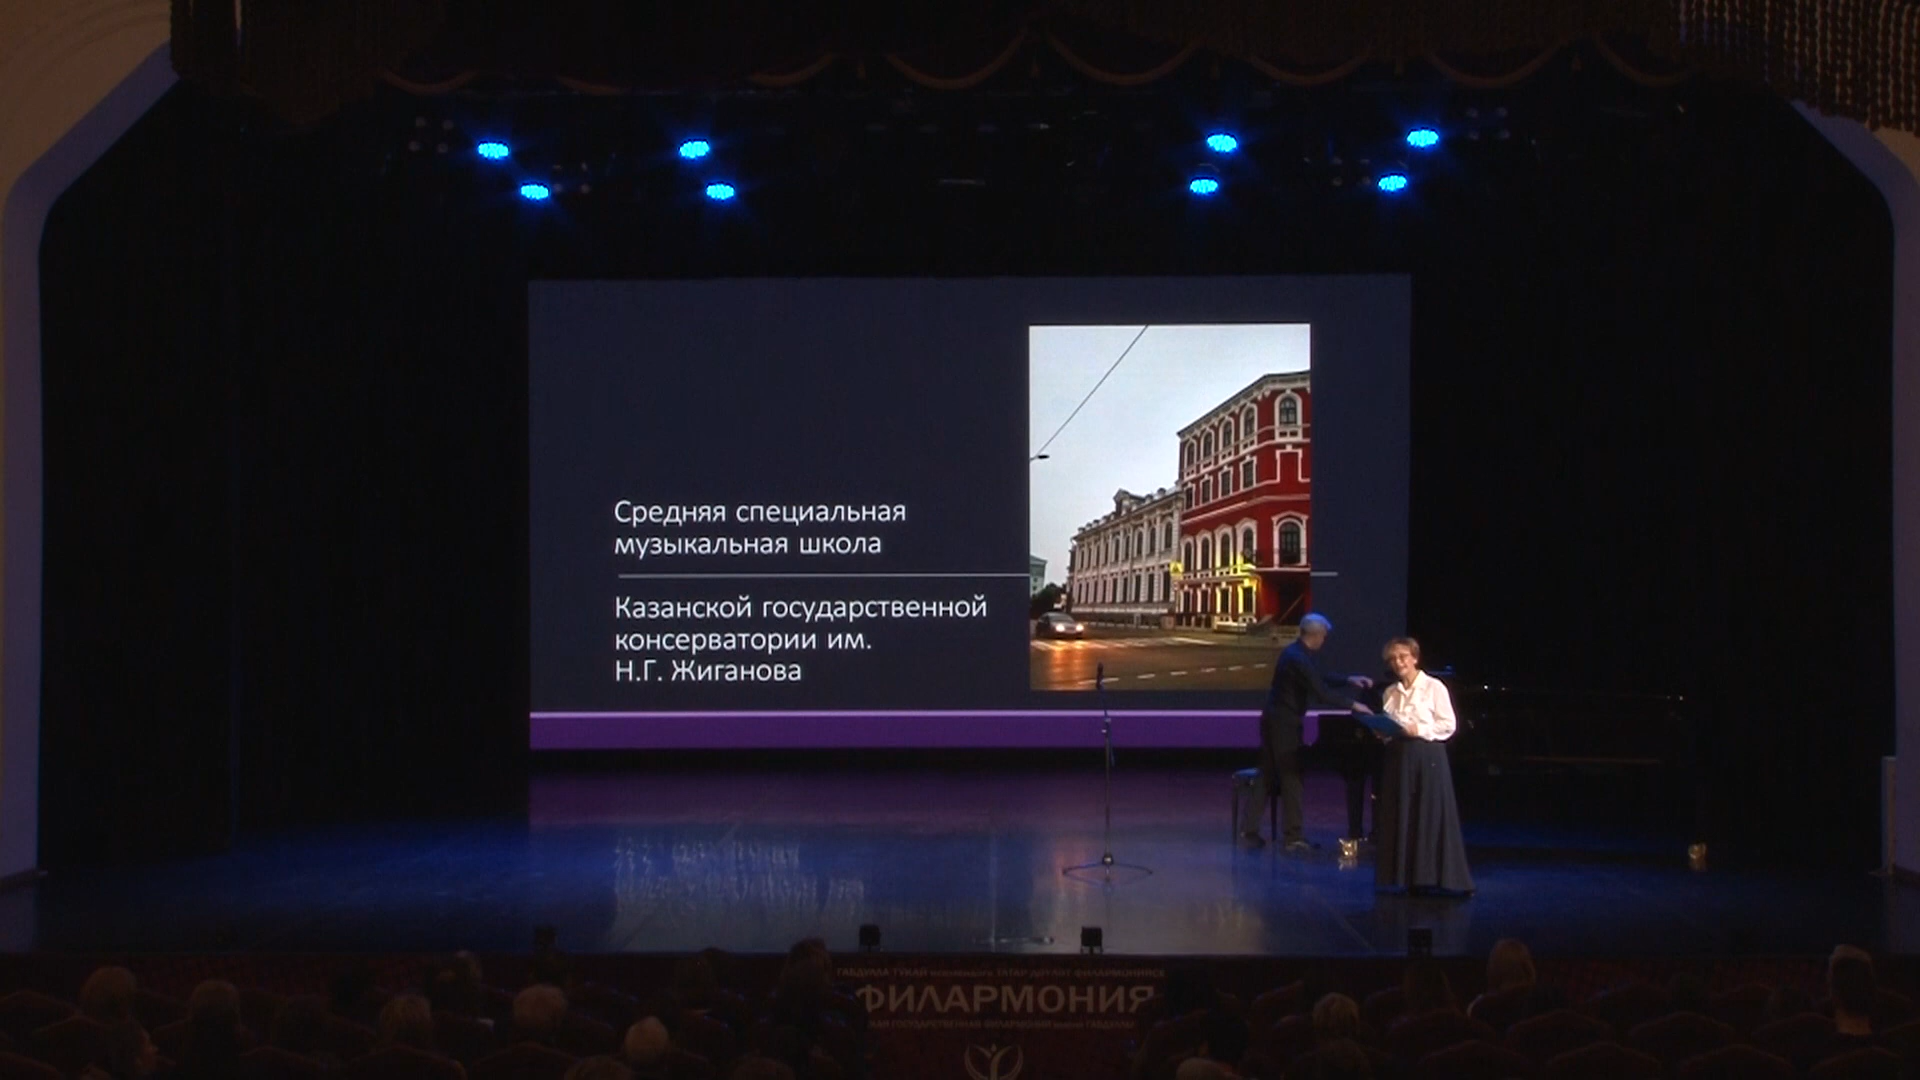 Средняя специальная
музыкальная школа
Казанской государственной
консерватории им.
Н.Г. Жиганова
ФИЛАРМОНИЯ